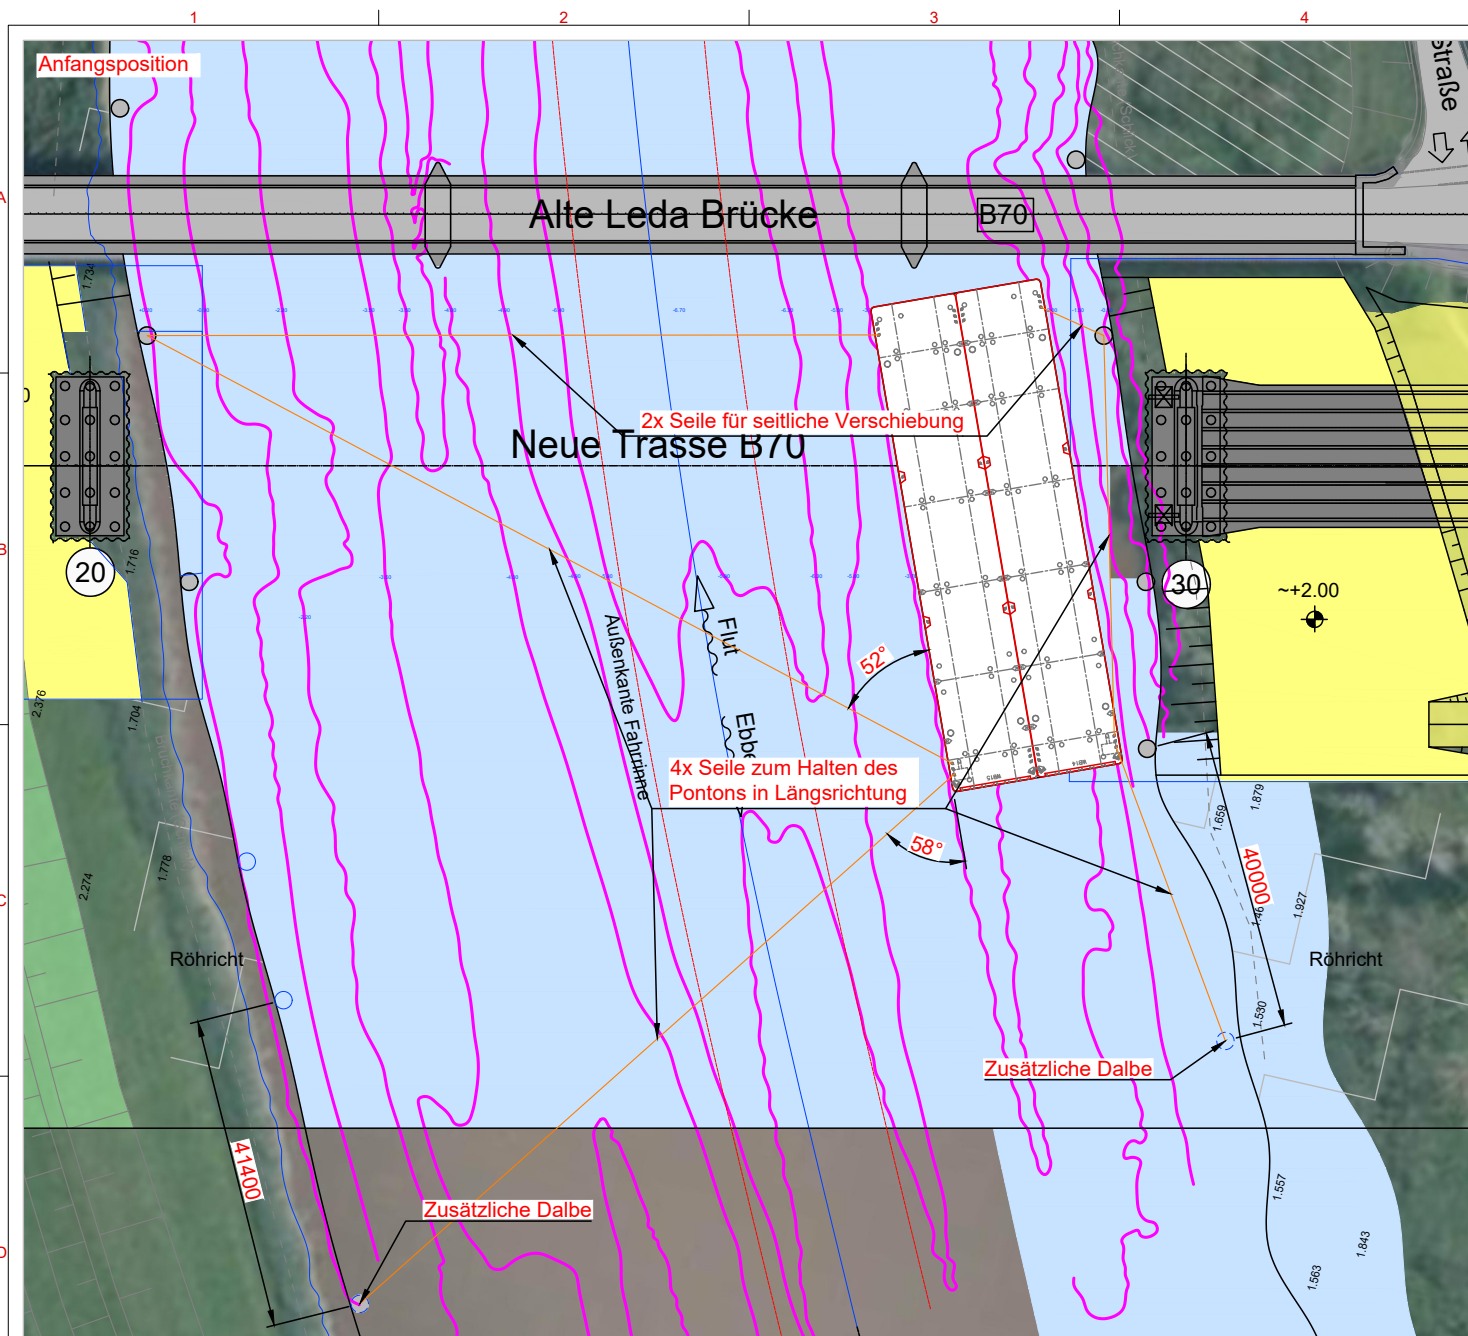 1 2 3 4
Anfangsposition
Straße
A
Alte Leda Brücke
B70
1.734
2x Seile für seitliche Verschiebung
Neue Trasse B70
B
1.716
20
30
~+2.00
Flut
Außenkante Fahrrinne
52°
2.376
1.704
Ebbe
4x Seile zum Halten des
Pontons in Längsrichtung
1.659
1.879
58°
40000
1.778
2.274
C
1.46
1.927
Röhricht
Röhricht
1.530
Zusätzliche Dalbe
41400
Zusätzliche Dalbe
1.557
D
1.843
1.563